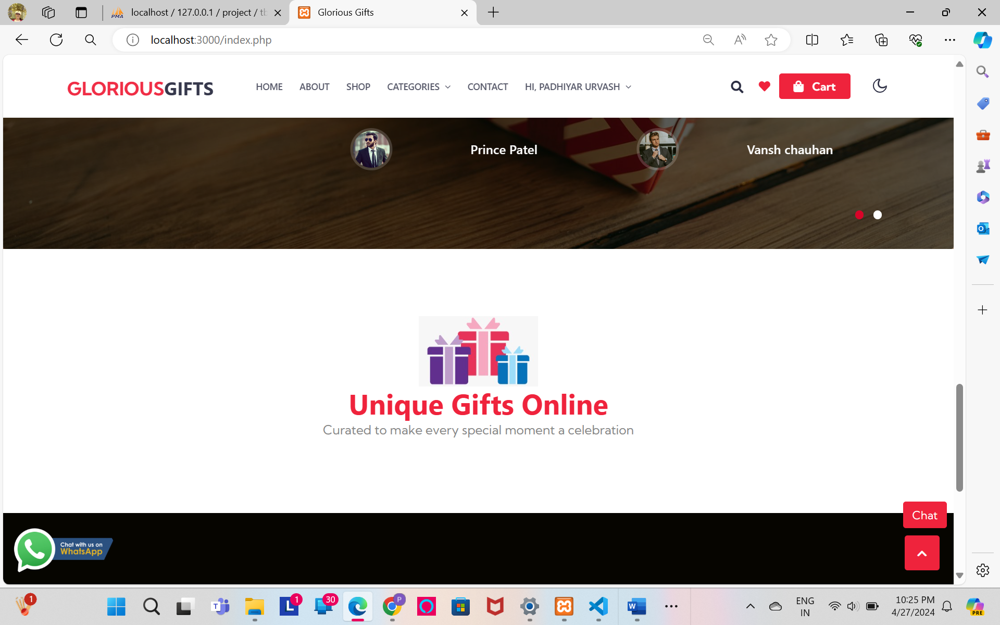 localhost / 127.0.0.1 / project / tb
Glorious Gifts
localhost:3000/index.php
GLORIOUSGIFTS
HOME
ABOUT
SHOP
CATEGORIES
CONTACT
HI, PADHIYAR URVASH
Cart
Prince Patel
Vansh chauhan
Unique Gifts Online
Curated to make every special moment a celebration
Chat
Chat with us on
WhatsApp
1
1
30
P
ENG
IN
10:25 PM
4/27/2024
PRE